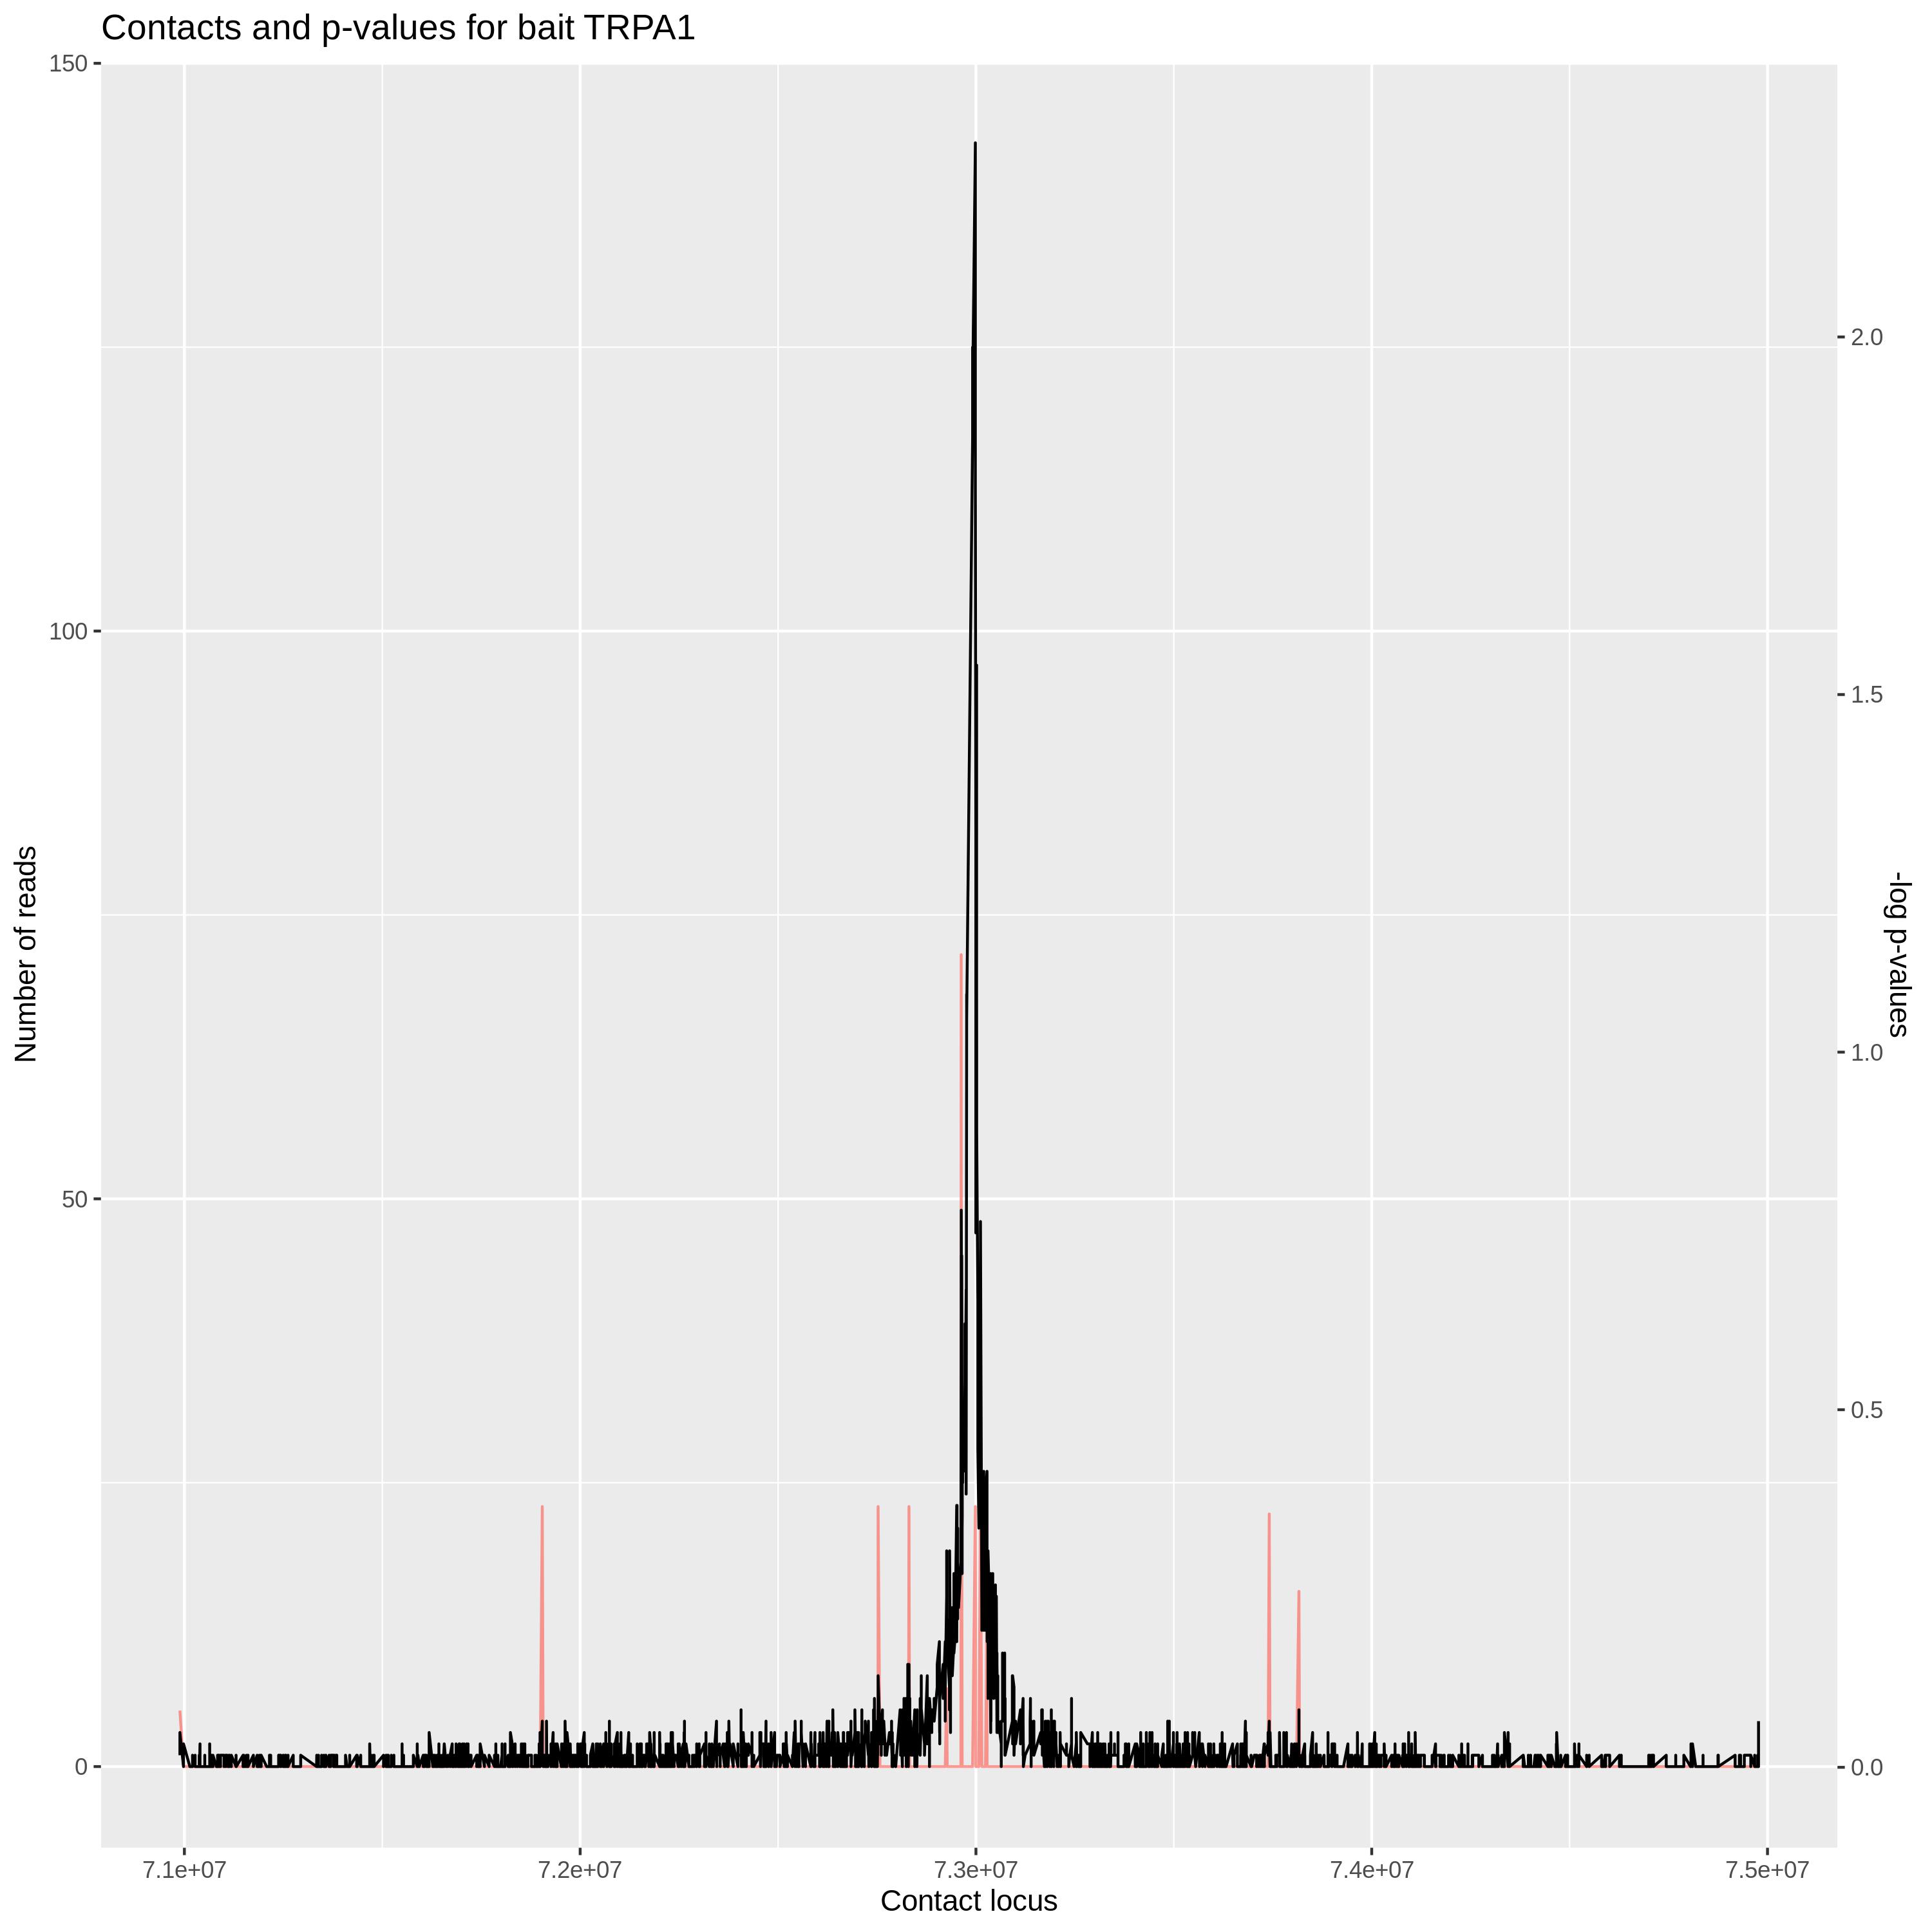 Contacts and p-values for bait TRPA1
150
100
50
0
Number of reads
2.0
1.5
1.0
0.5
0.0
-log p-values
7.1e+07 7.2e+07 7.3e+07 7.4e+07 7.5e+07
Contact locus